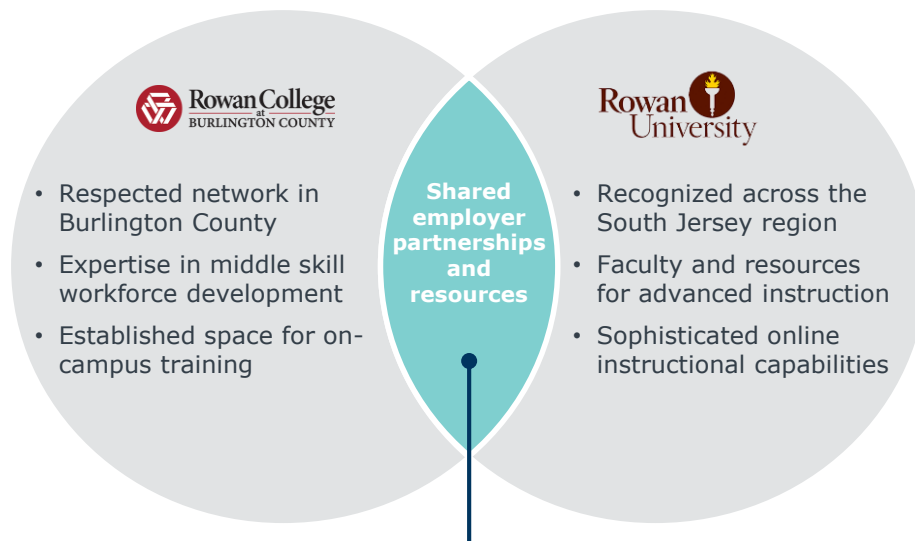 Rowan College
at
BURLINGTON COUNTY
• Respected network in
Burlington County
• Expertise in middle skill
workforce development
• Established space for on-
campus training
Shared
employer
partnerships
and
resources
Rowan
University
• Recognized across the
South Jersey region
• Faculty and resources
for advanced instruction
• Sophisticated online
instructional capabilities